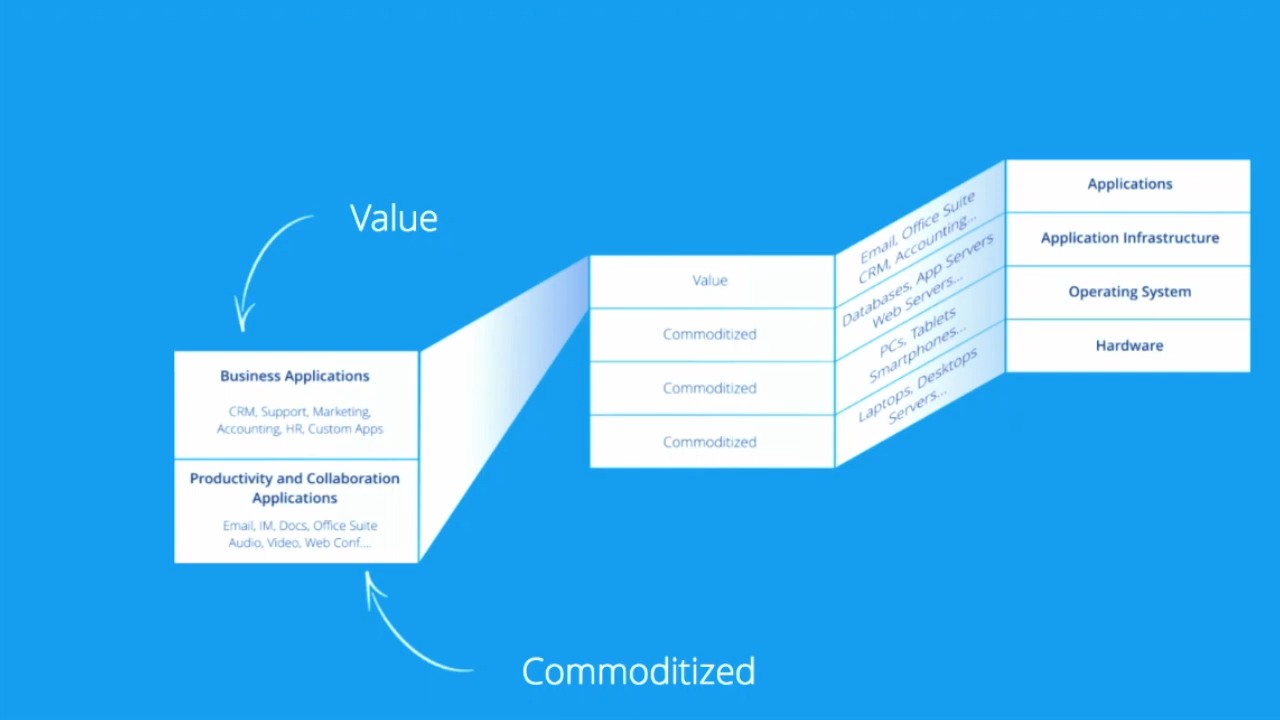 Value
Business Applications
CRM, Support, Marketing,
Accounting, HR, Custom Apps
Productivity and Collaboration
Applications
Email, IM, Docs, Office Suite
Audio, Video, Web Conf....
Commoditized
Value
Commoditized
Commoditized
Commoditized
Email, Office Suite
CRM, Accounting...
Databases, App Servers
Web Servers...
PCs, Tablets
Smartphones...
Laptops, Desktops
Servers...
Applications
Application Infrastructure
Operating System
Hardware